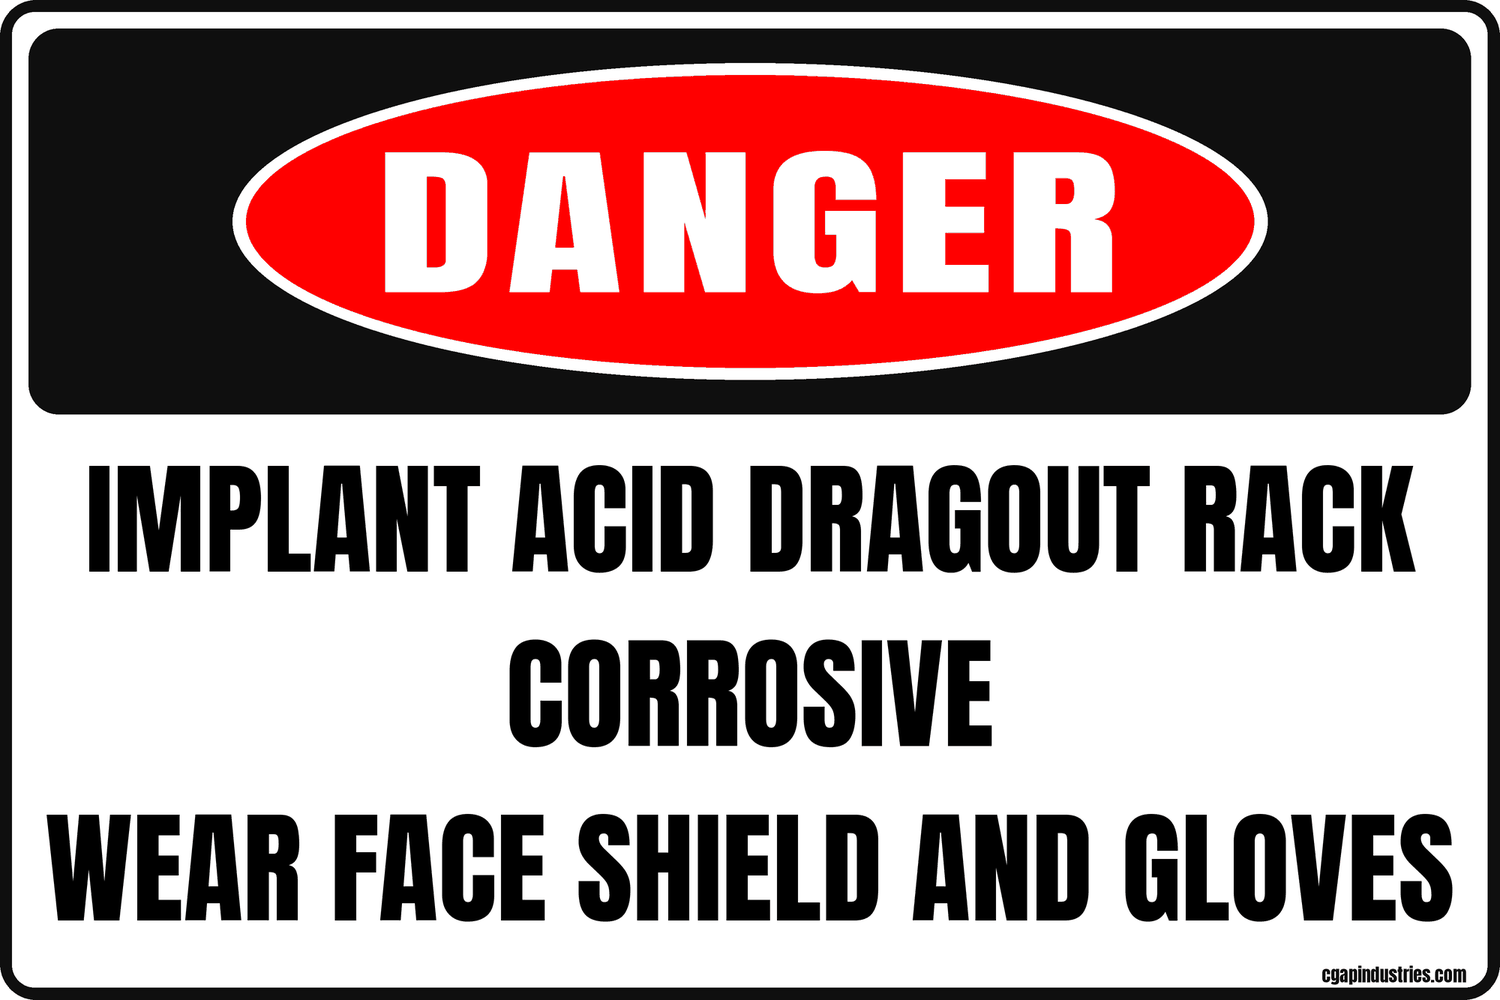 DANGER
IMPLANT ACID DRAGOUT RACK
CORROSIVE
WEAR FACE SHIELD AND GLOVES
cgapindustries.com